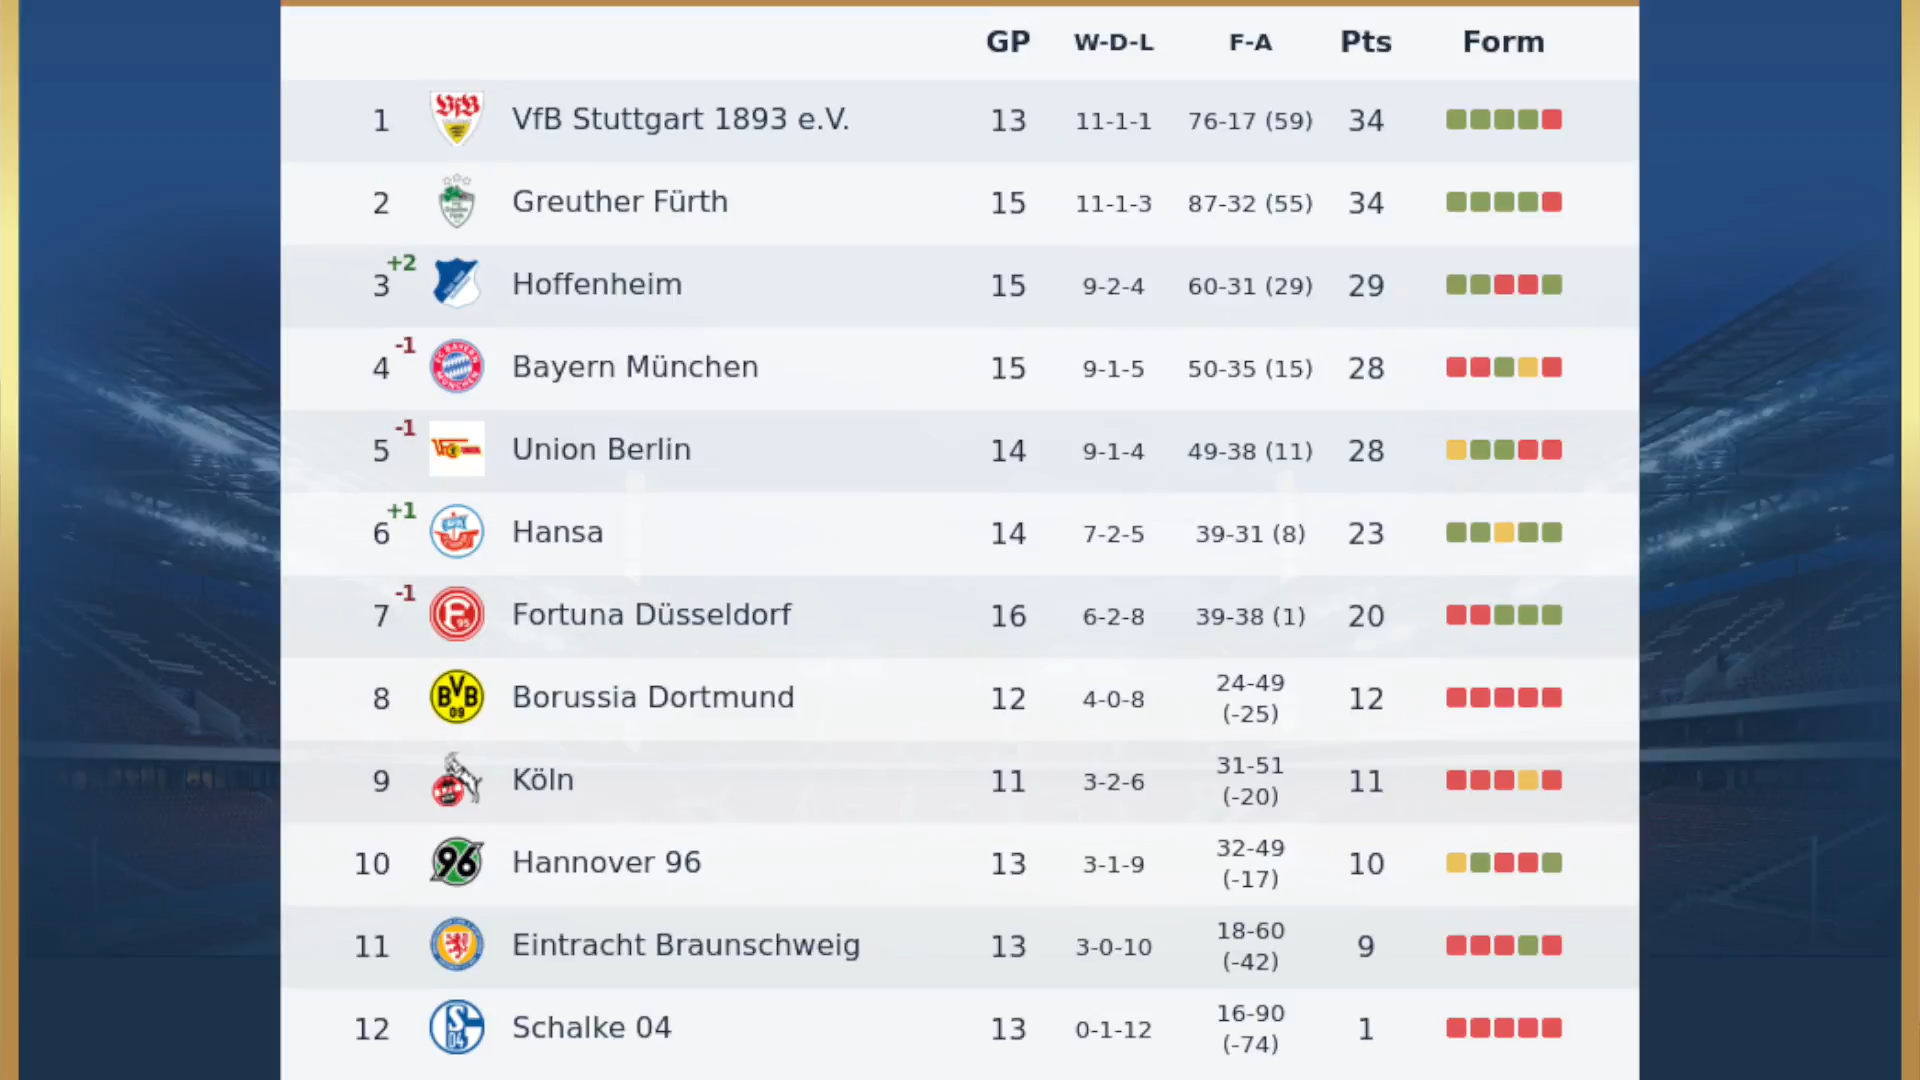 GP W-D-L F-A Pts Form
1 VfB Stuttgart 1893 e.V. 13 11-1-1 76-17 (59) 34
2 Greuther Fürth 15 11-1-3 87-32 (55) 34
3 +2 Hoffenheim 15 9-2-4 60-31 (29) 29
4 -1 Bayern München 15 9-1-5 50-35 (15) 28
5 -1 Union Berlin 14 9-1-4 49-38 (11) 28
6 +1 Hansa 14 7-2-5 39-31 (8) 23
7 -1 Fortuna Düsseldorf 16 6-2-8 39-38 (1) 20
8 Borussia Dortmund 12 4-0-8 24-49 (-25) 12
9 Köln 11 3-2-6 31-51 (-20) 11
10 Hannover 96 13 3-1-9 32-49 (-17) 10
11 Eintracht Braunschweig 13 3-0-10 18-60 (-42) 9
12 Schalke 04 13 0-1-12 16-90 (-74) 1